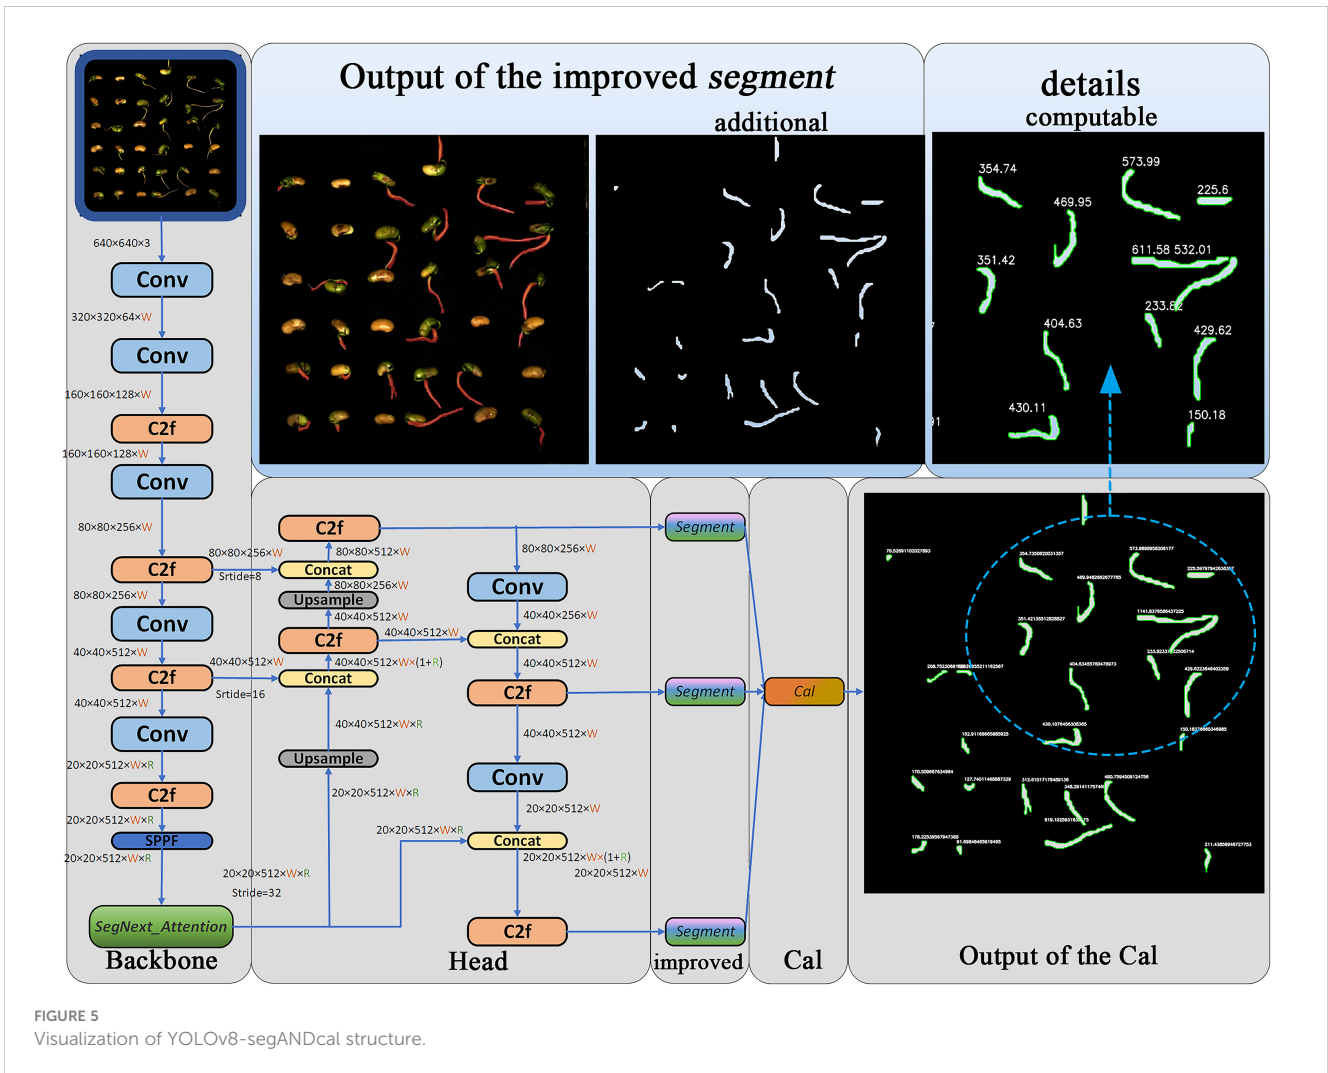 Output of the improved segment
additional
details
computable
354.74
573.99
469.95
225.6
351.42
611.58 532.01
233.82
404.63
429.62
430.11
150.18
91
640×640×3
Conv
320×320×64×W
Conv
160×160×128×W
C2f
160×160×128×W
Conv
80×80×256×W
C2f
80×80×256×W
Srtide=8
80×80×256×W
Conv
40×40×512×W
C2f
40×40×512×W
Srtide=16
40×40×512×W
Conv
20×20×512×W×R
C2f
20×20×512×W×R
SPPF
20×20×512×W×R
SegNext_Attention
Backbone
C2f
80×80×512×W
Concat
80×80×256×W
Upsample
40×40×512×W
C2f
40×40×512×W
40×40×512×W×(1+R)
Concat
40×40×512×W×R
Upsample
20×20×512×W×R
20×20×512×W×R
20×20×512×W×R
Stride=32
80×80×256×W
Conv
40×40×256×W
Concat
40×40×512×W
C2f
40×40×512×W
Conv
20×20×512×W
Concat
20×20×512×W×(1+R)
20×20×512×W
C2f
Head
Segment
Segment
Segment
improved
Cal
Cal
Output of the Cal
FIGURE 5
Visualization of YOLOv8-segANDcal structure.